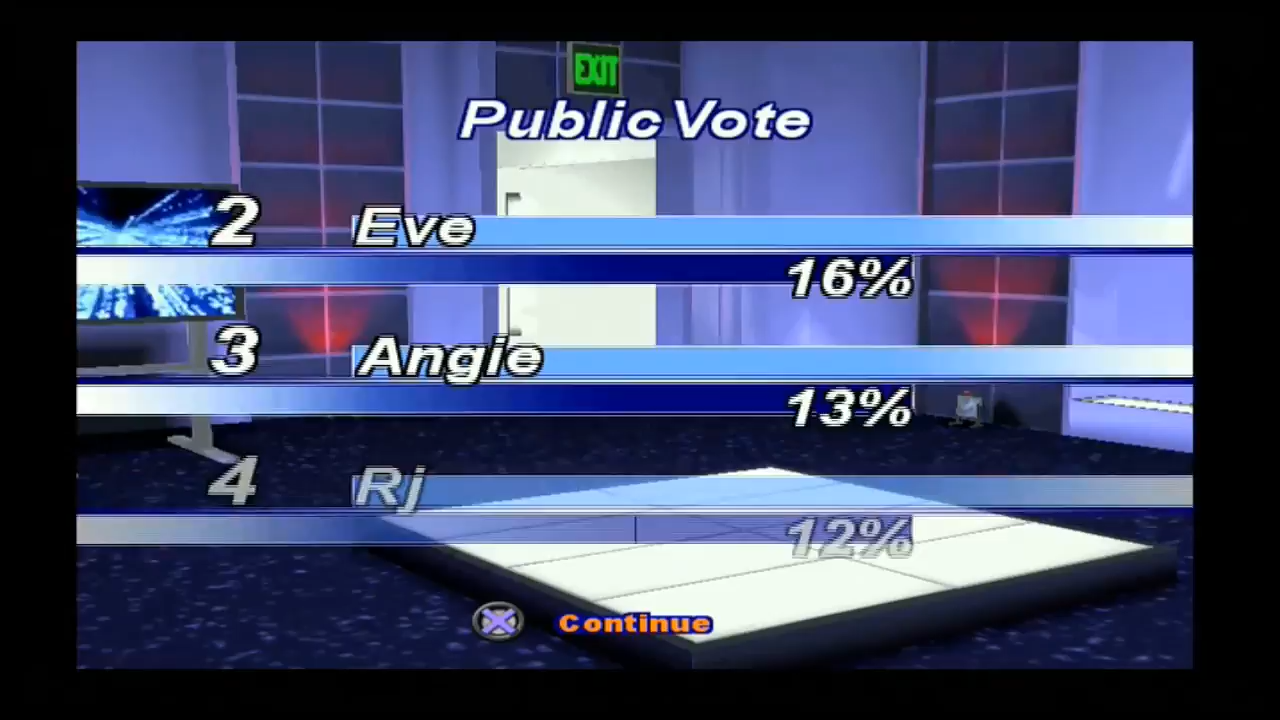 EXIT
Public Vote
2 Eve
16%
3 Angie
13%
4 Rj
12%
Continue